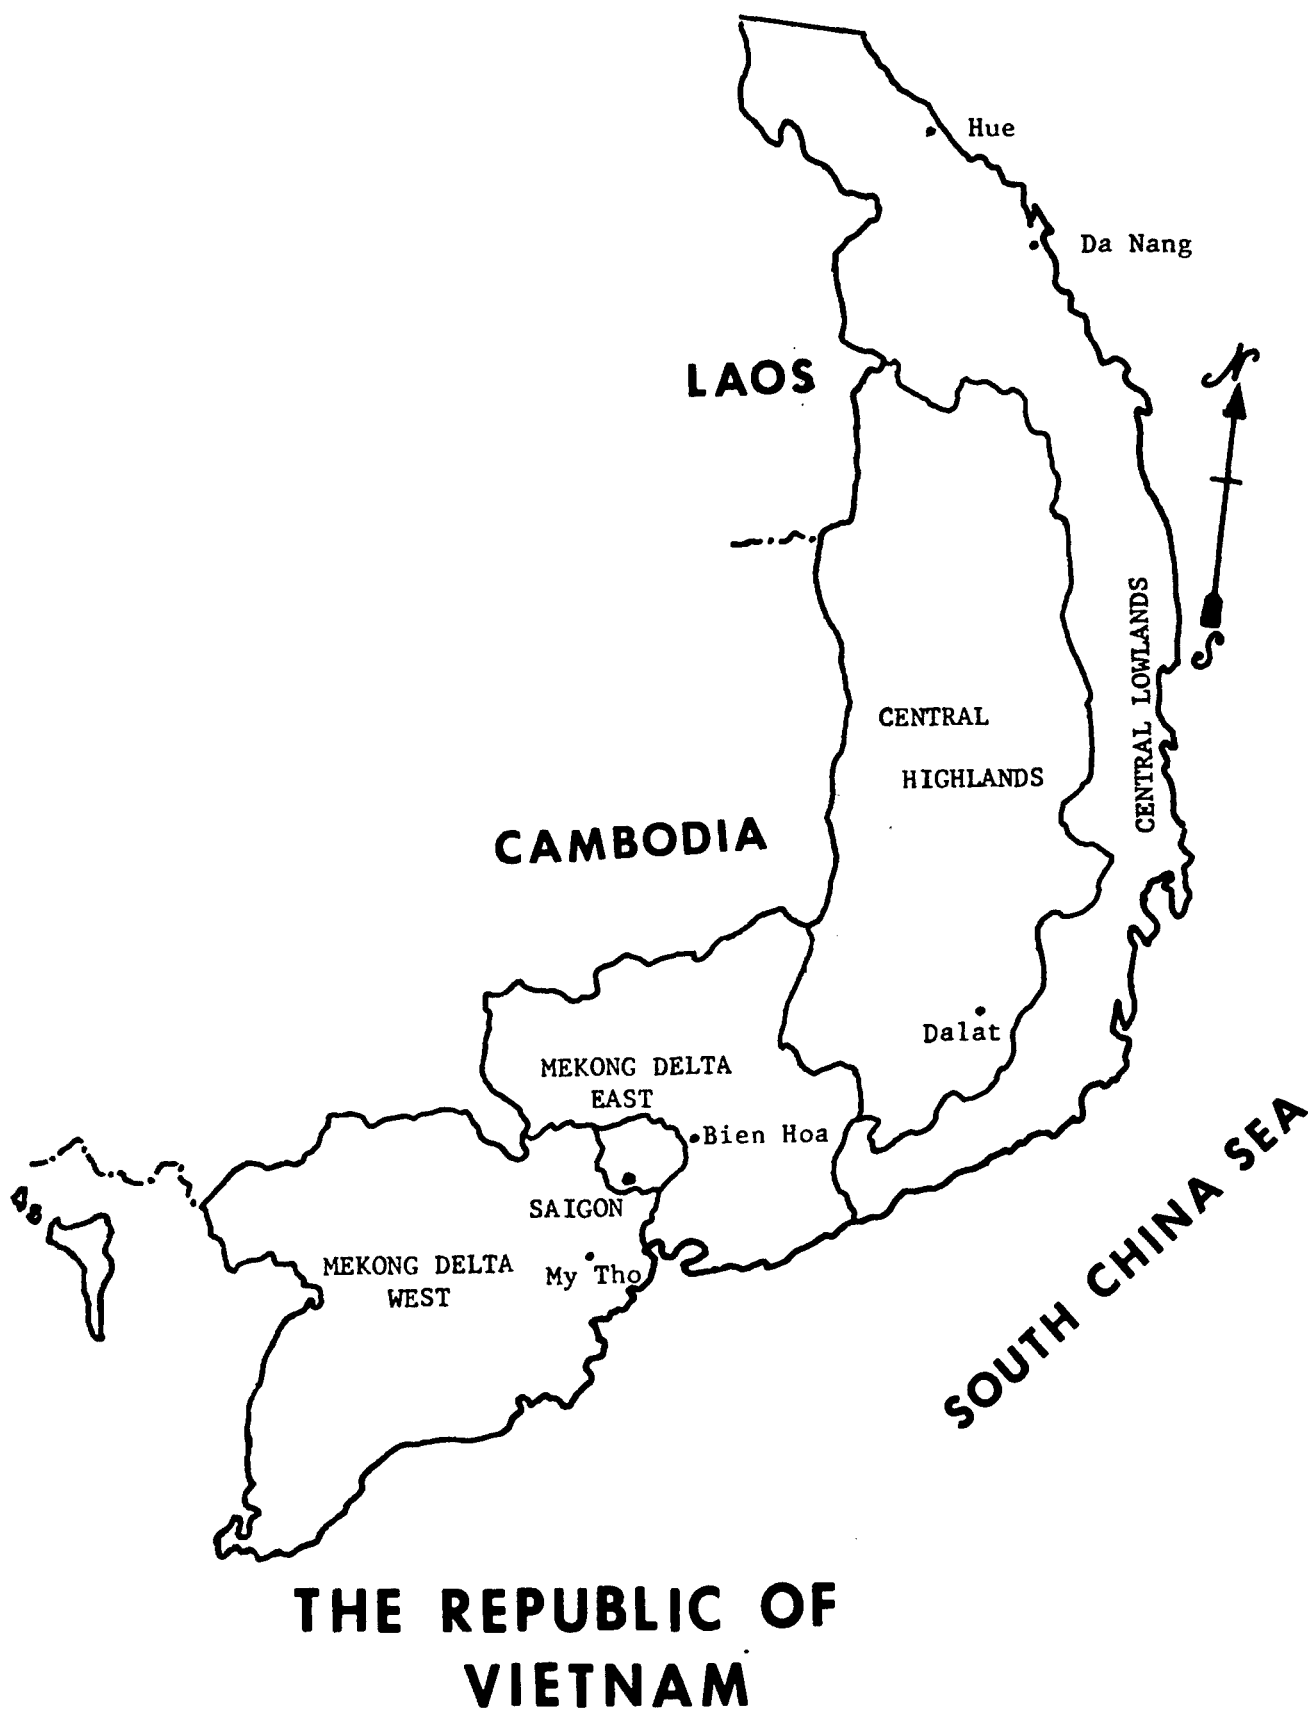 Hue
Da Nang
N
LAOS
S
CENTRAL LOWLANDS
CENTRAL
HIGHLANDS
CAMBODIA
Dalat
MEKONG DELTA
EAST
Bien Hoa
SAIGON
MEKONG DELTA
WEST
My Tho
SOUTH CHINA SEA
48
THE REPUBLIC OF
VIETNAM